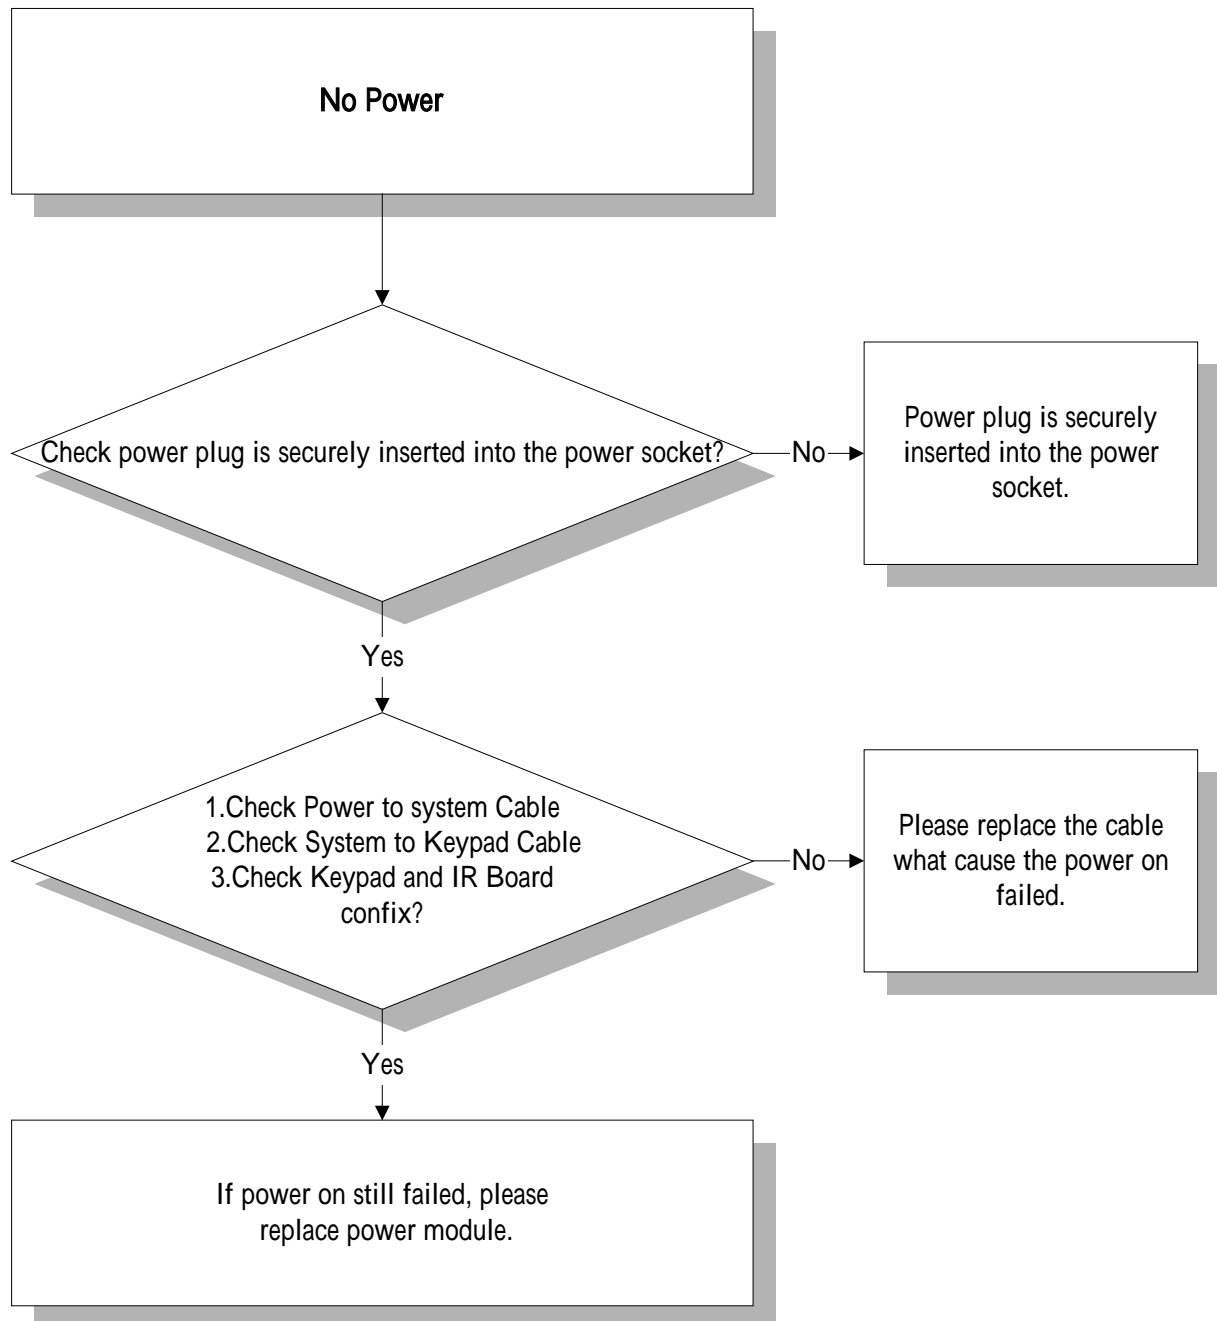 No Power
Check power plug is securely inserted into the power socket?
No
Power plug is securely
inserted into the power
socket.
Yes
1.Check Power to system Cable
2.Check System to Keypad Cable
3.Check Keypad and IR Board
confix?
No
Please replace the cable
what cause the power on
failed.
Yes
If power on still failed, please
replace power module.